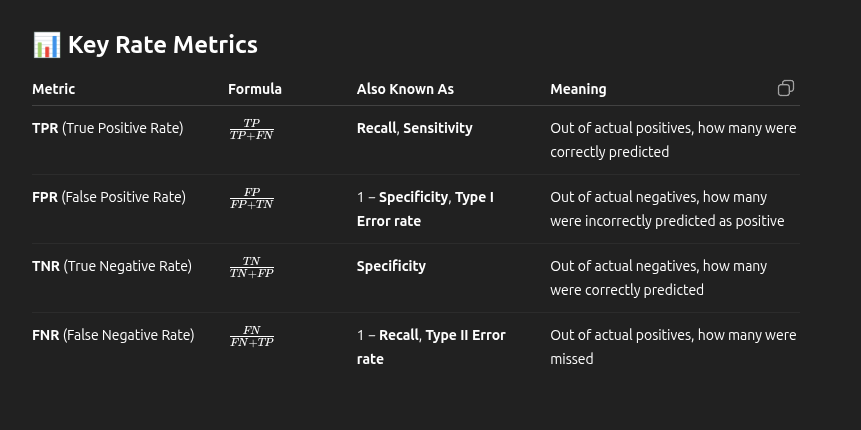 📊 Key Rate Metrics
Metric Formula Also Known As Meaning
TPR (True Positive Rate) TP/TP+FN Recall, Sensitivity Out of actual positives, how many were
correctly predicted
FPR (False Positive Rate) FP/FP+TN 1 – Specificity, Type I Out of actual negatives, how many
Error rate were incorrectly predicted as positive
TNR (True Negative Rate) TN/TN+FP Specificity Out of actual negatives, how many
were correctly predicted
FNR (False Negative Rate) FN/FN+TP 1 – Recall, Type II Error Out of actual positives, how many were
rate missed